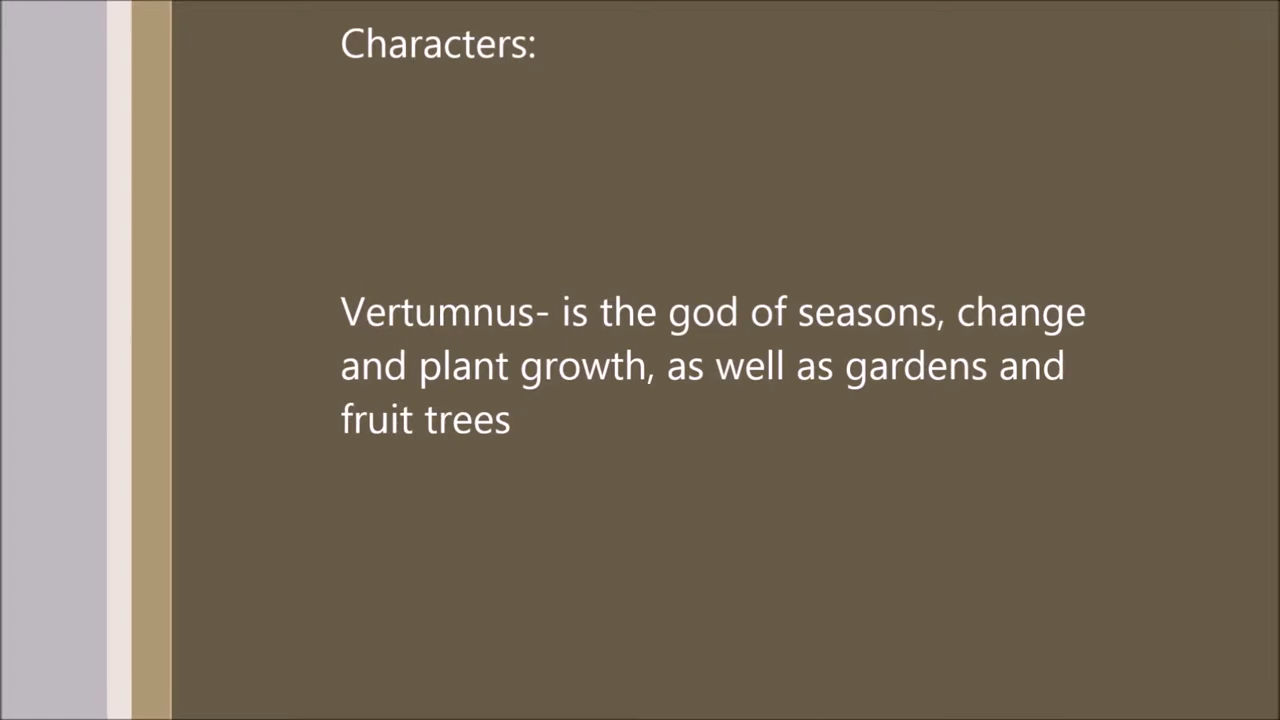 Characters:
Vertumnus- is the god of seasons, change
and plant growth, as well as gardens and
fruit trees